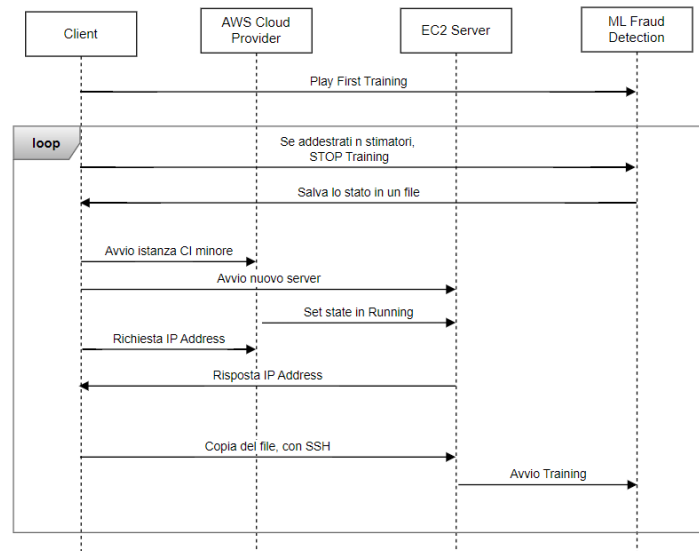 Client
AWS Cloud
Provider
EC2 Server
ML Fraud
Detection
Play First Training
loop
Se addestrati n stimatori,
STOP Training
Salva lo stato in un file
Avvio istanza CI minore
Avvio nuovo server
Set state in Running
Richiesta IP Address
Risposta IP Address
Copia del file, con SSH
Avvio Training